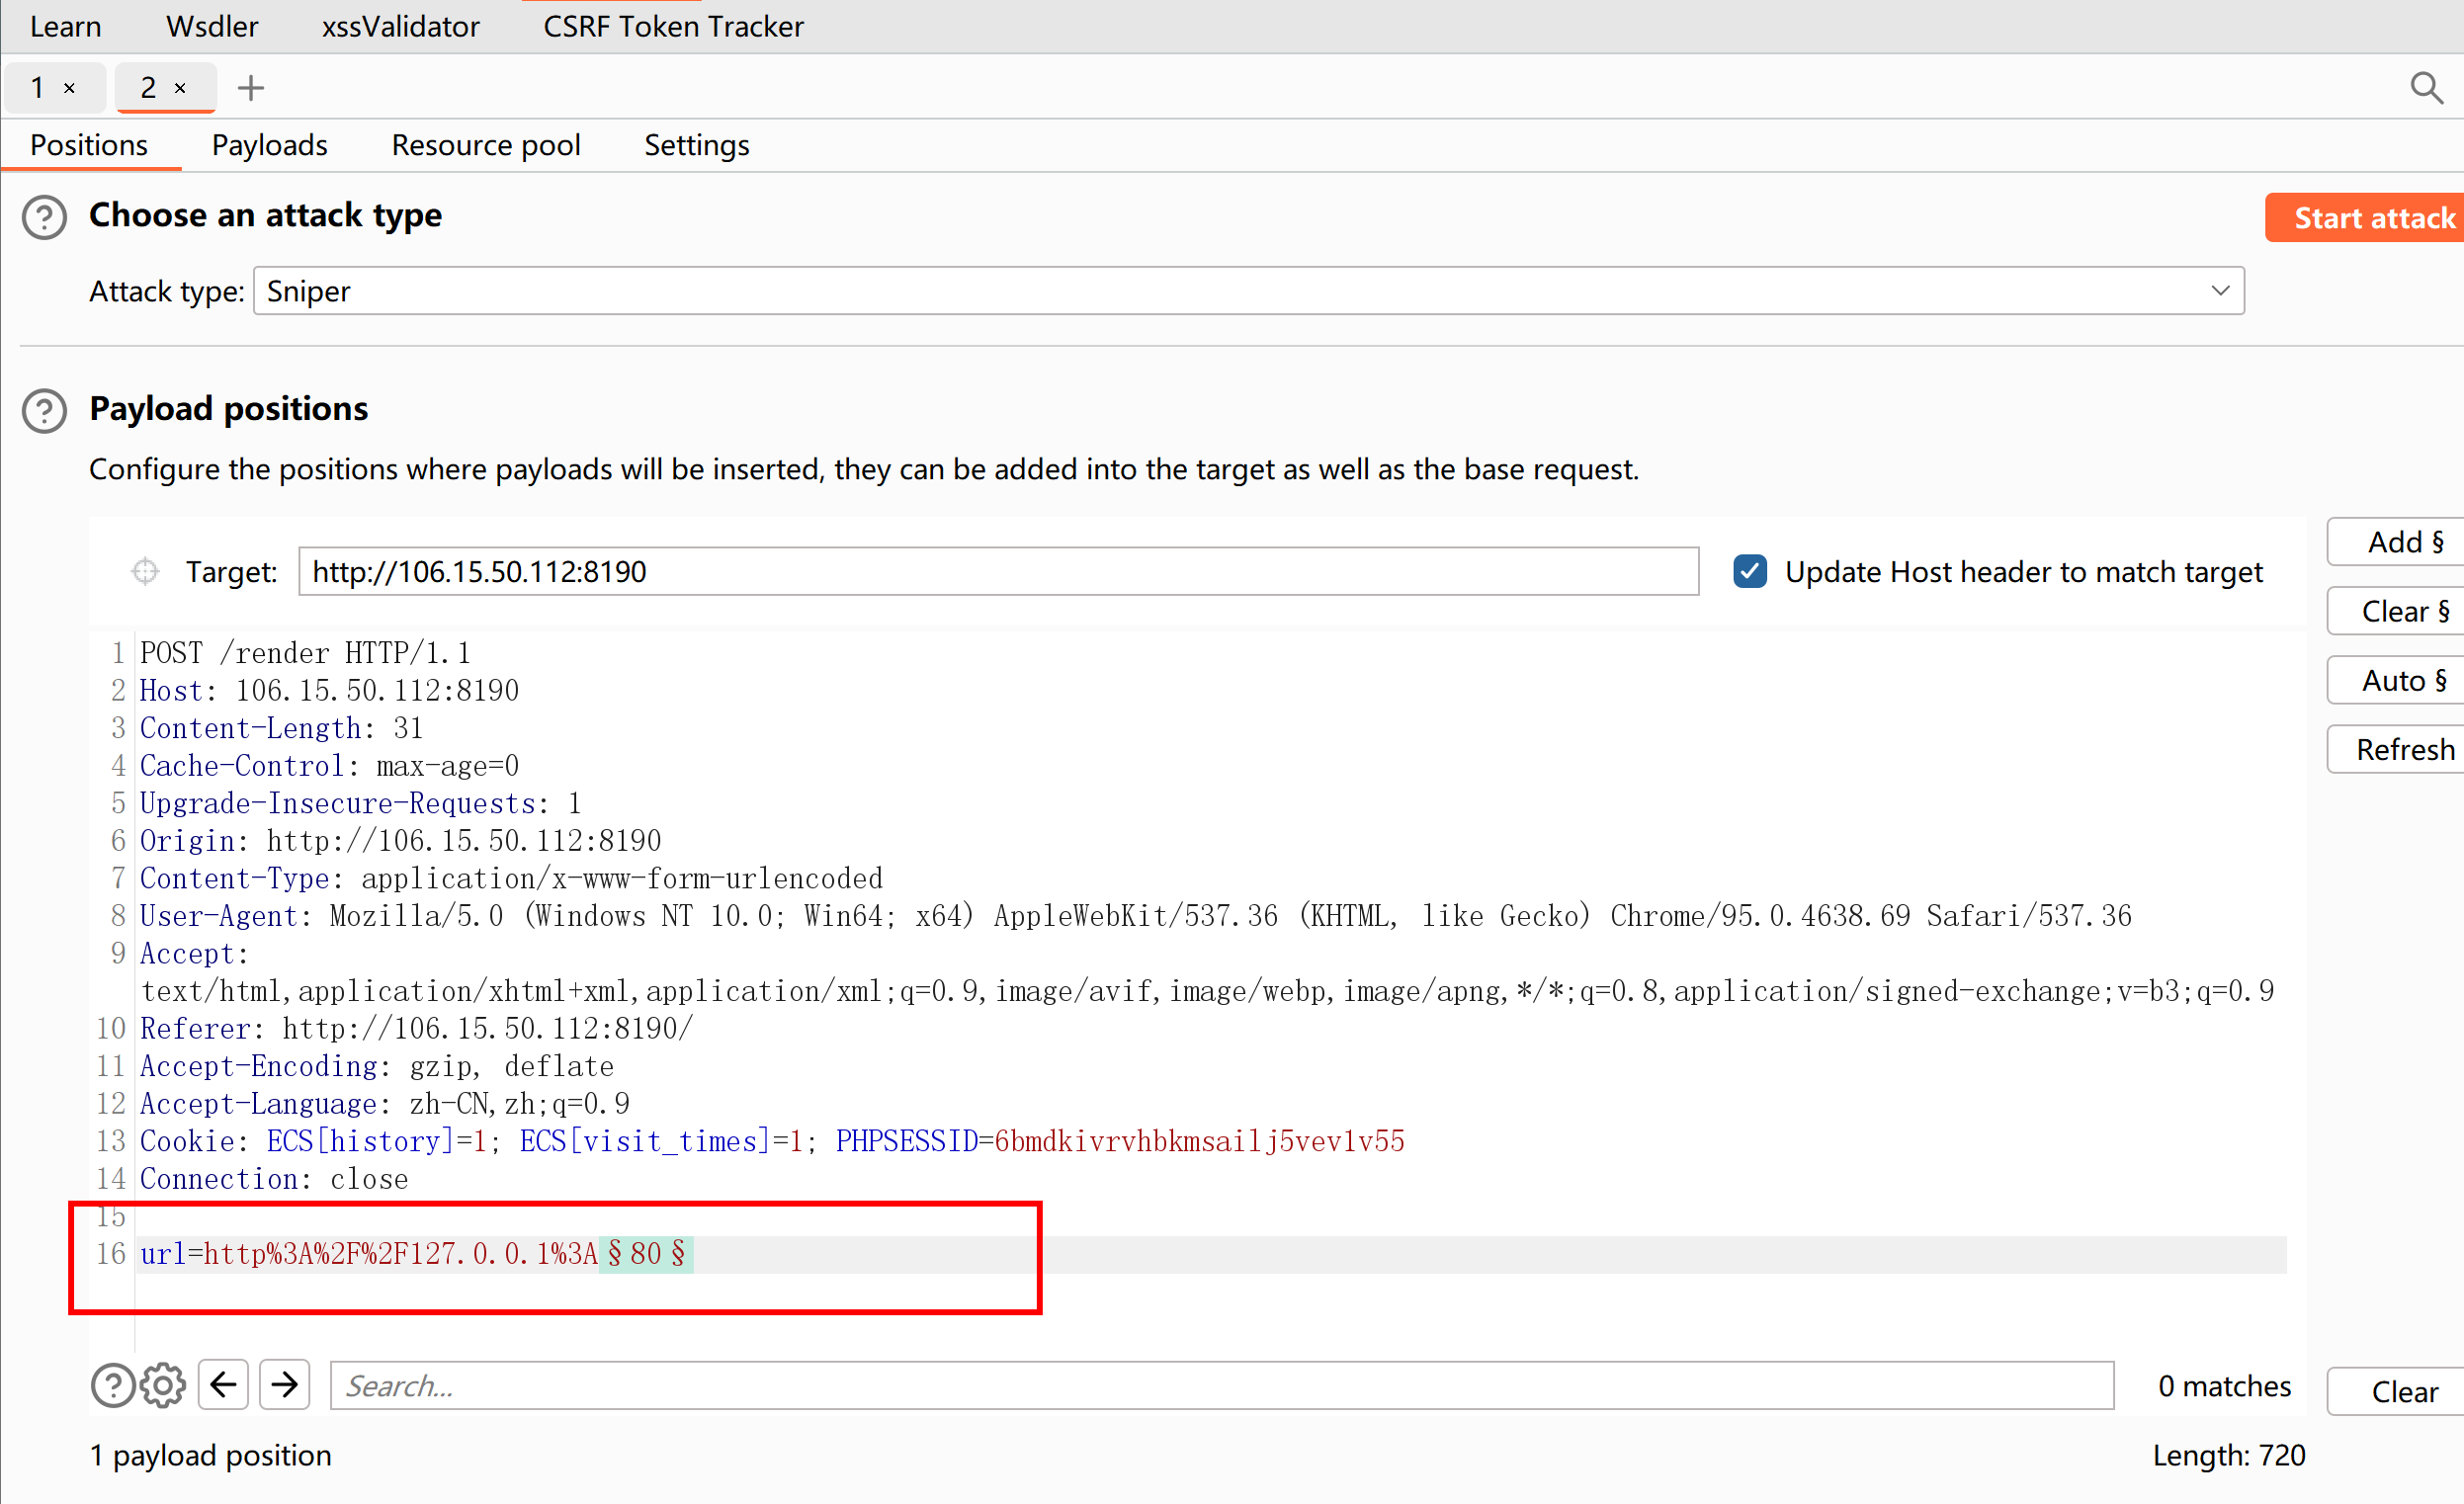 Learn Wsdler xssValidator CSRF Token Tracker
1 × 2 × +
Positions Payloads Resource pool Settings
? Choose an attack type Start attack
Attack type: Sniper
? Payload positions
Configure the positions where payloads will be inserted, they can be added into the target as well as the base request.
Add §
Target: http://106.15.50.112:8190 Update Host header to match target
Clear §
Auto §
Refresh
1 POST /render HTTP/1.1
2 Host: 106.15.50.112:8190
3 Content-Length: 31
4 Cache-Control: max-age=0
5 Upgrade-Insecure-Requests: 1
6 Origin: http://106.15.50.112:8190
7 Content-Type: application/x-www-form-urlencoded
8 User-Agent: Mozilla/5.0 (Windows NT 10.0; Win64; x64) AppleWebKit/537.36 (KHTML, like Gecko) Chrome/95.0.4638.69 Safari/537.36
9 Accept:
text/html,application/xhtml+xml,application/xml;q=0.9,image/avif,image/webp,image/apng,*/*;q=0.8,application/signed-exchange;v=b3;q=0.9
10 Referer: http://106.15.50.112:8190/
11 Accept-Encoding: gzip, deflate
12 Accept-Language: zh-CN,zh;q=0.9
13 Cookie: ECS[history]=1; ECS[visit_times]=1; PHPSESSID=6bmdkivrvhbkmsailj5vev1v55
14 Connection: close
15
16 url=http%3A%2F%2F127.0.0.1%3A§80§
? Search... 0 matches Clear
1 payload position Length: 720